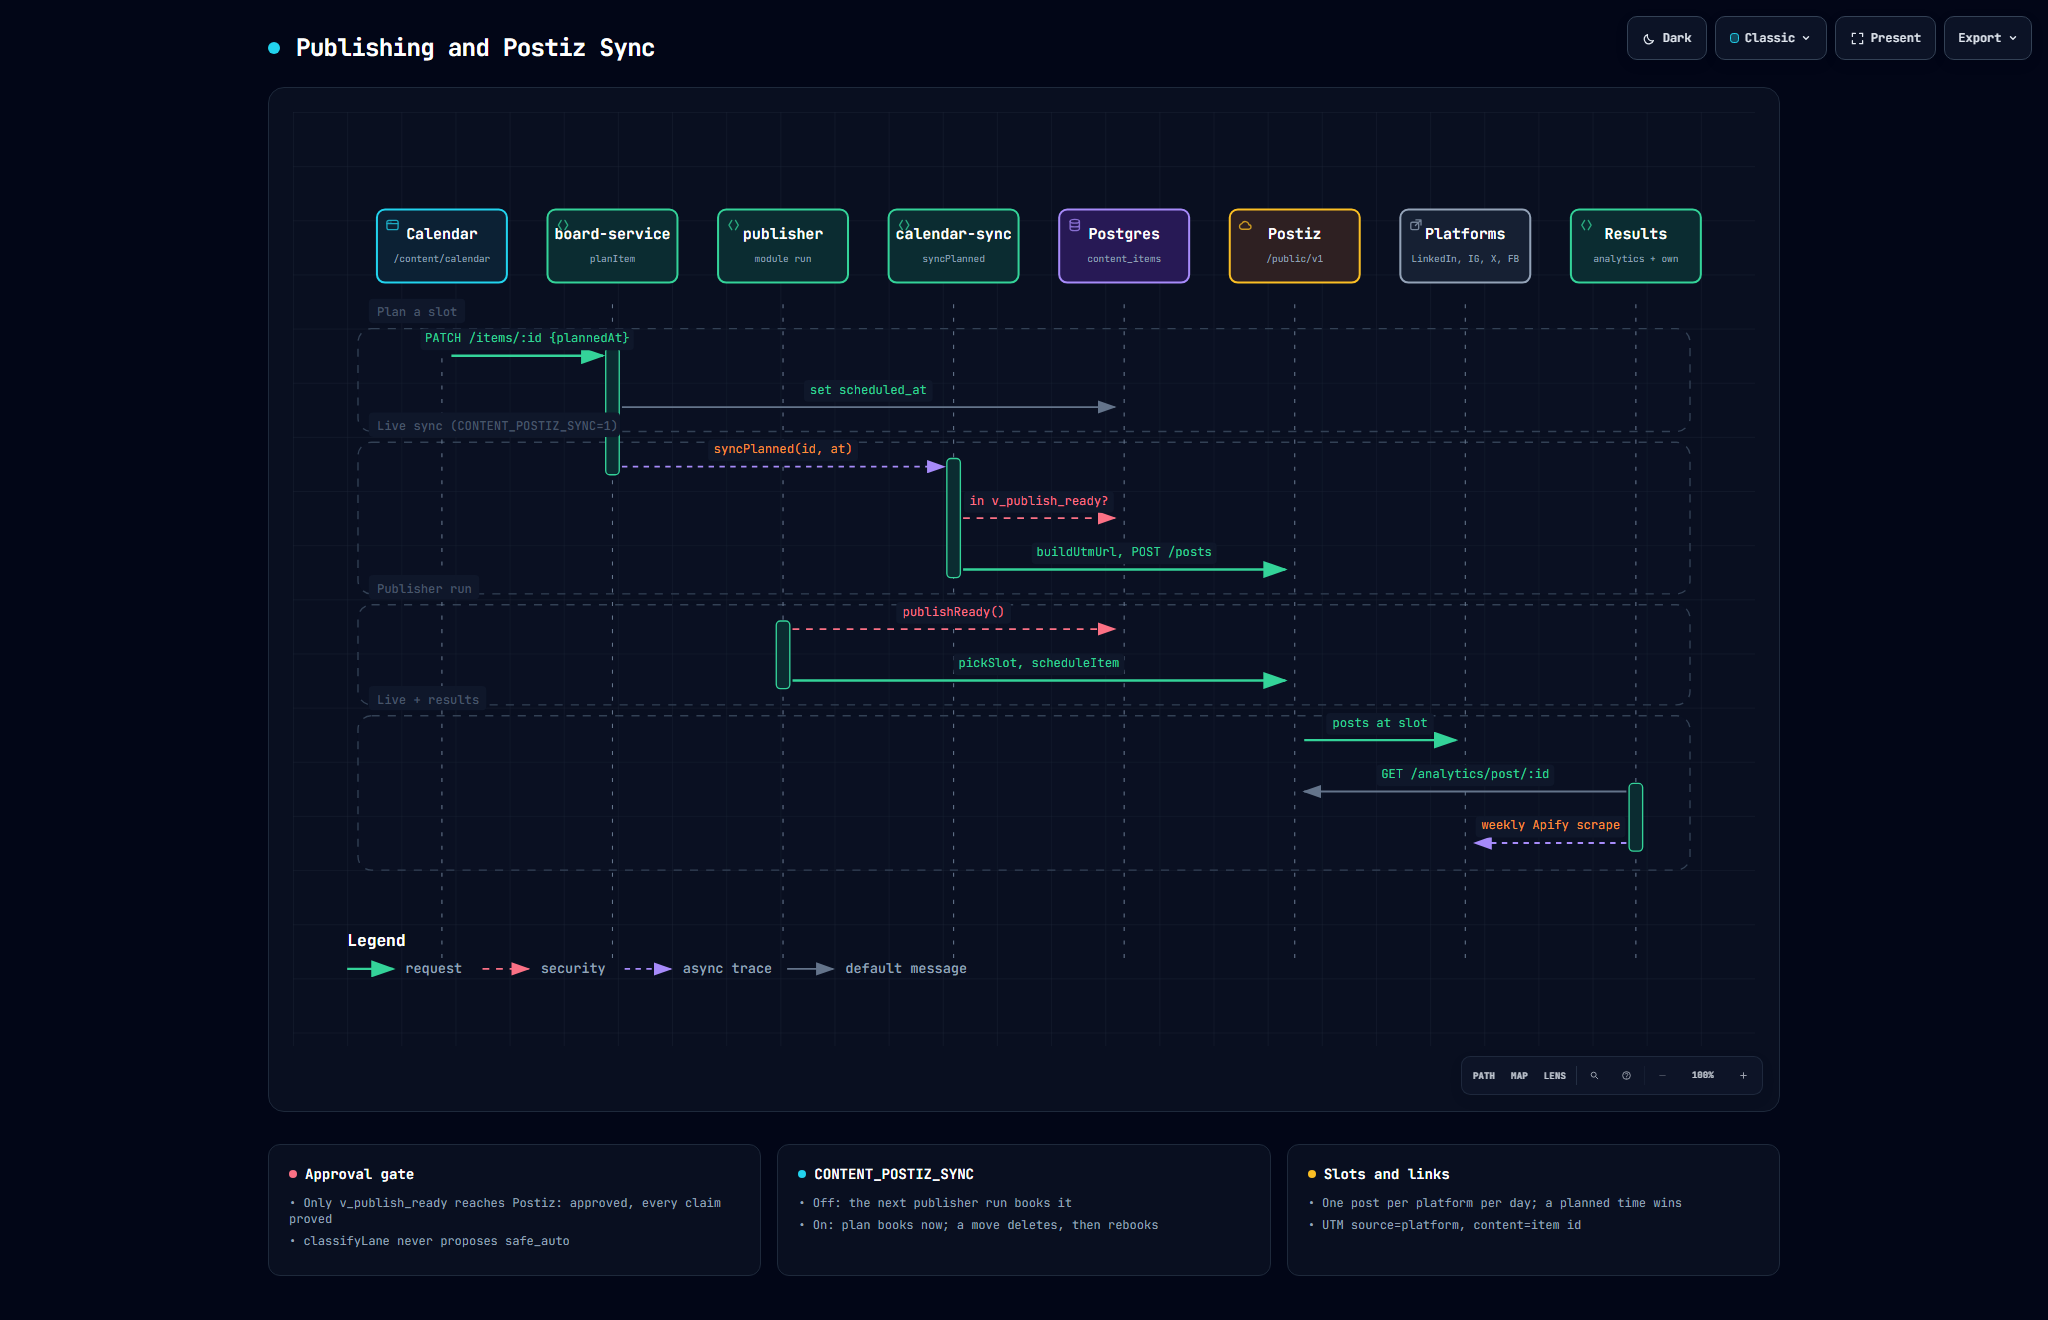 Publishing and Postiz Sync
Dark
Classic
Present
Export
Calendar
/content/calendar
board-service
planItem
publisher
module run
calendar-sync
syncPlanned
Postgres
content_items
Postiz
/public/v1
Platforms
LinkedIn, IG, X, FB
Results
analytics + own
Plan a slot
PATCH /items/:id {plannedAt}
set scheduled_at
Live sync (CONTENT_POSTIZ_SYNC=1)
syncPlanned(id, at)
in v_publish_ready?
buildUtmUrl, POST /posts
Publisher run
publishReady()
pickSlot, scheduleItem
Live + results
posts at slot
GET /analytics/post/:id
weekly Apify scrape
Legend
request
security
async trace
default message
PATH
MAP
LENS
100%
Approval gate
• Only v_publish_ready reaches Postiz: approved, every claim
proved
• classifyLane never proposes safe_auto
CONTENT_POSTIZ_SYNC
• Off: the next publisher run books it
• On: plan books now; a move deletes, then rebooks
Slots and links
• One post per platform per day; a planned time wins
• UTM source=platform, content=item id